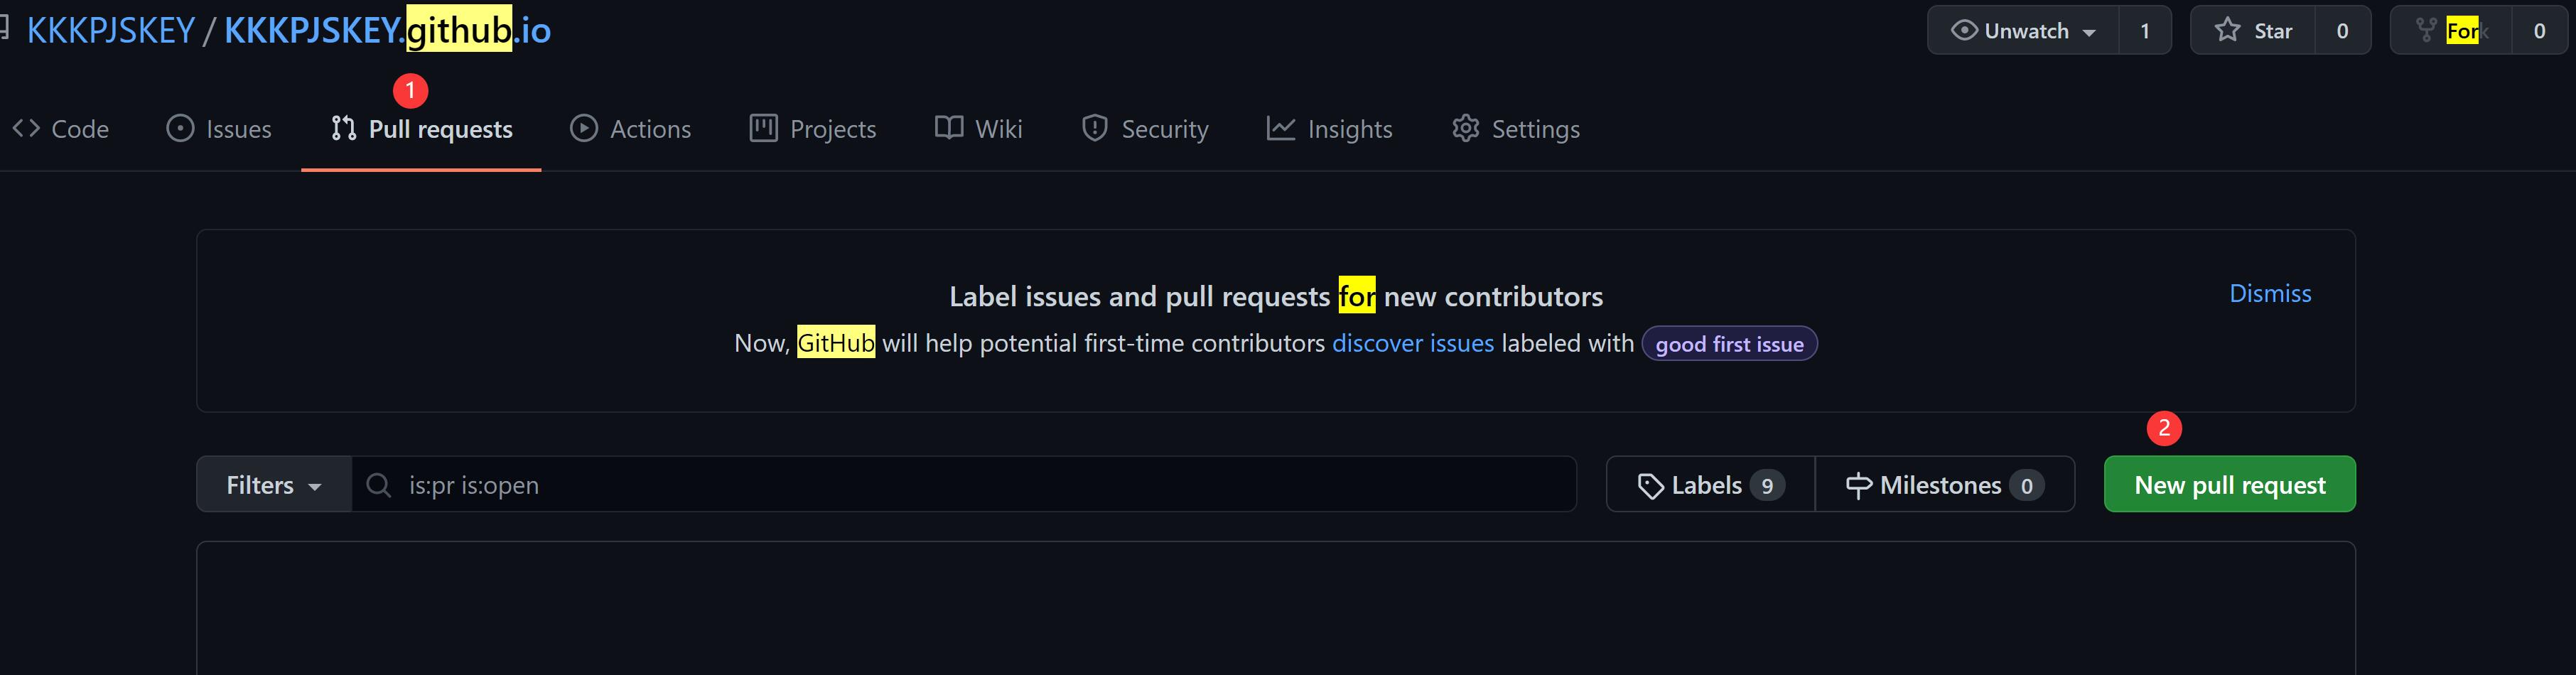 KKKPJSKEY / KKKPJSKEY.github.io Unwatch 1 Star 0 Fork 0
1
Code Issues Pull requests Actions Projects Wiki Security Insights Settings
Label issues and pull requests for new contributors
Dismiss
Now, GitHub will help potential first-time contributors discover issues labeled with good first issue
2
Filters is:pr is:open Labels 9 Milestones 0 New pull request